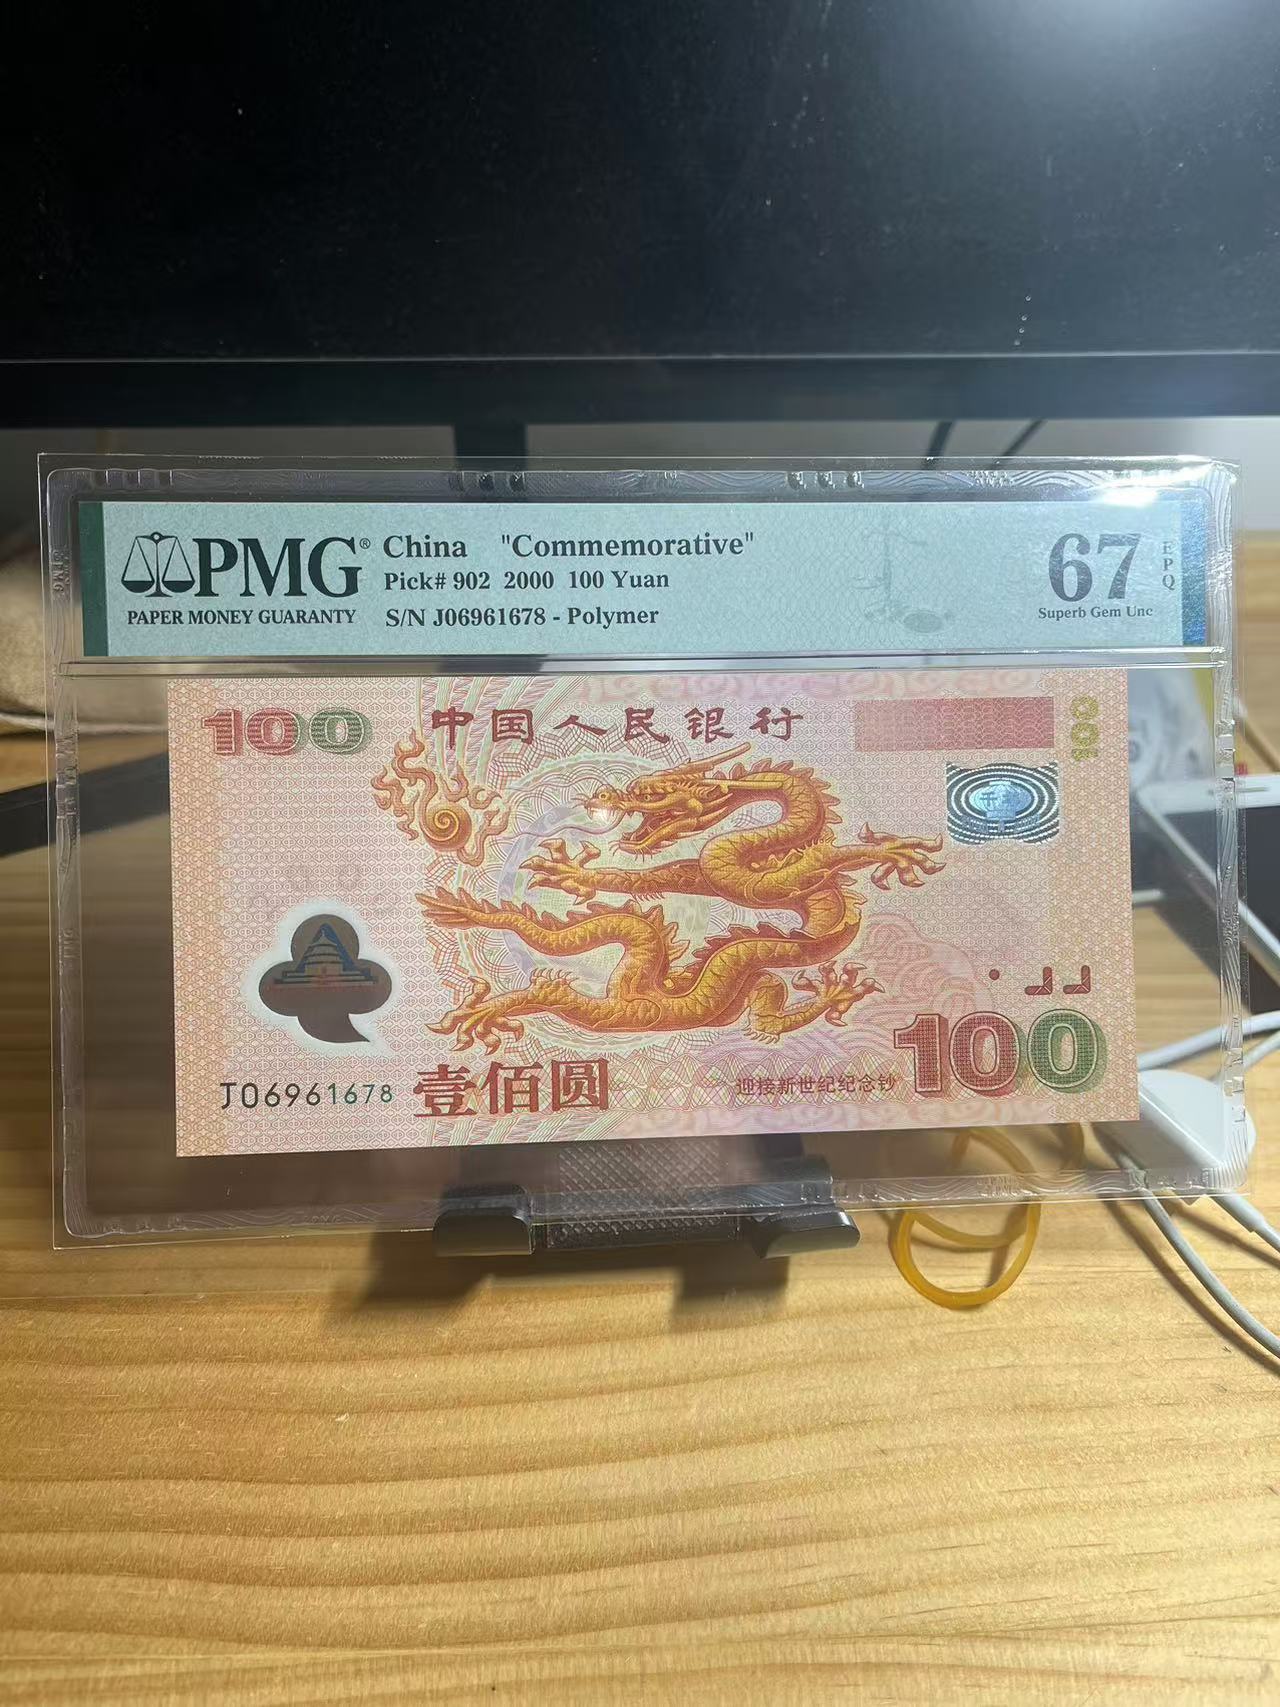 PMG®
PAPER MONEY GUARANTY
China "Commemorative"
Pick# 902 2000 100 Yuan
S/N J06961678 - Polymer
67
EPQ
Superb Gem Unc
100
中国人民银行
100
J06961678
壹佰圆
迎接新世纪纪念钞
100
PMG